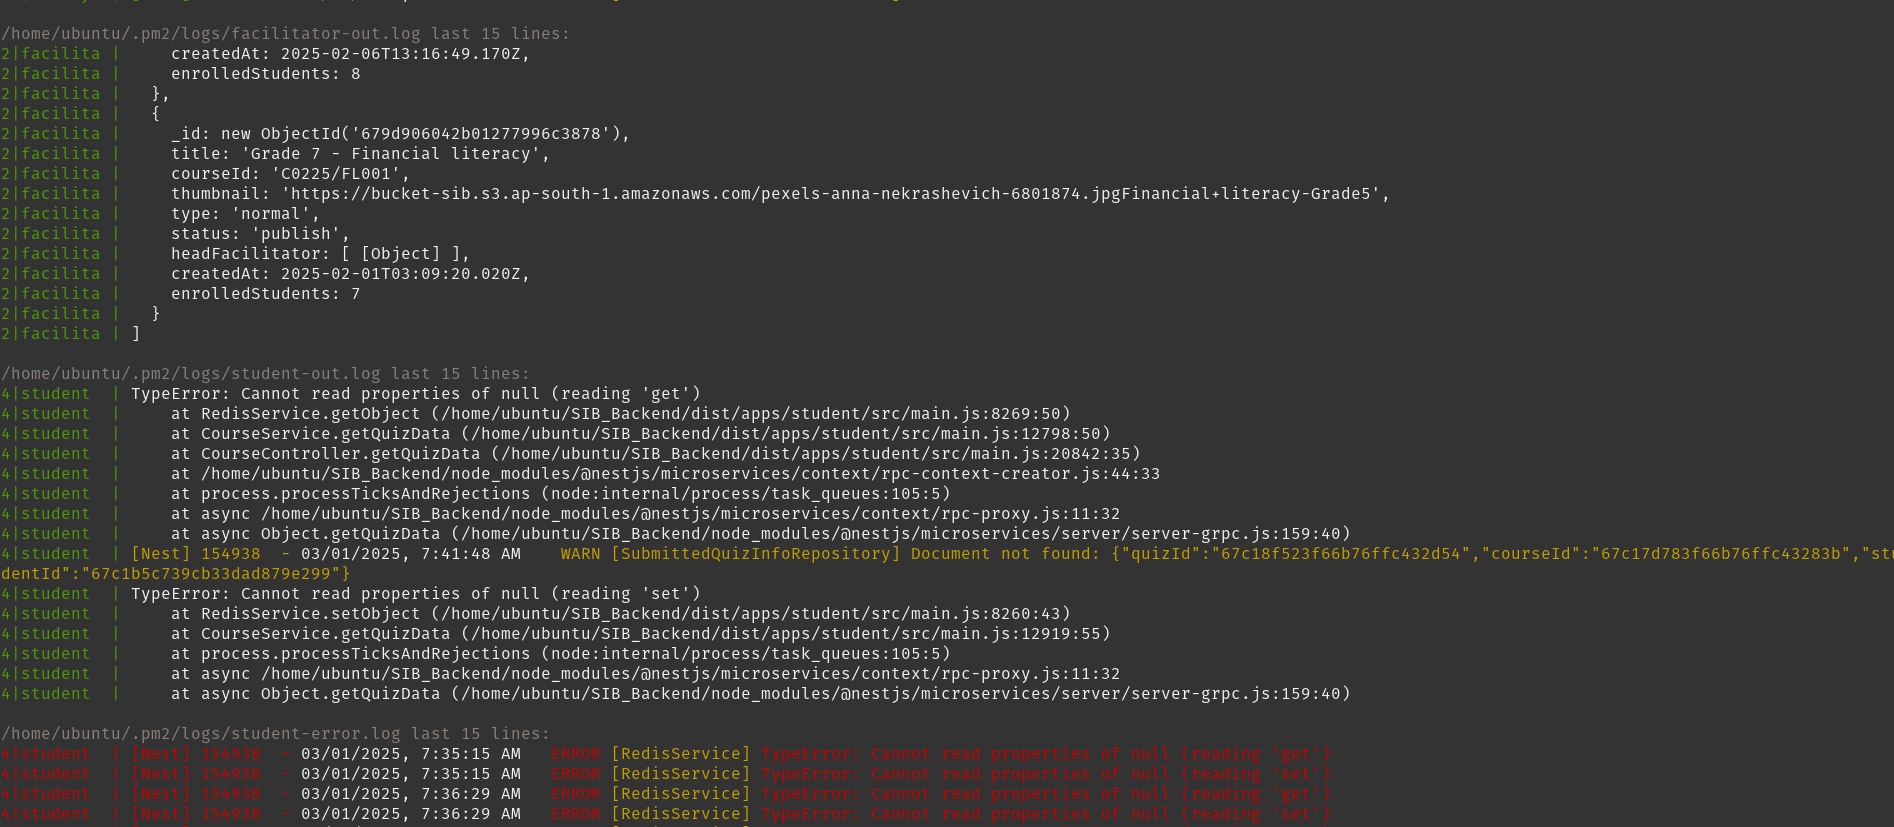 /home/ubuntu/.pm2/logs/facilitator-out.log last 15 lines:
2|facilita |     createdAt: 2025-02-06T13:16:49.170Z,
2|facilita |     enrolledStudents: 8
2|facilita |   },
2|facilita |   {
2|facilita |     _id: new ObjectId('679d906042b01277996c3878'),
2|facilita |     title: 'Grade 7 - Financial literacy',
2|facilita |     courseId: 'C0225/FL001',
2|facilita |     thumbnail: 'https://bucket-sib.s3.ap-south-1.amazonaws.com/pexels-anna-nekrashevich-6801874.jpgFinancial+literacy-Grade5',
2|facilita |     type: 'normal',
2|facilita |     status: 'publish',
2|facilita |     headFacilitator: [ [Object] ],
2|facilita |     createdAt: 2025-02-01T03:09:20.020Z,
2|facilita |     enrolledStudents: 7
2|facilita |   }
2|facilita | ]
/home/ubuntu/.pm2/logs/student-out.log last 15 lines:
4|student  | TypeError: Cannot read properties of null (reading 'get')
4|student  |     at RedisService.getObject (/home/ubuntu/SIB_Backend/dist/apps/student/src/main.js:8269:50)
4|student  |     at CourseService.getQuizData (/home/ubuntu/SIB_Backend/dist/apps/student/src/main.js:12798:50)
4|student  |     at CourseController.getQuizData (/home/ubuntu/SIB_Backend/dist/apps/student/src/main.js:20842:35)
4|student  |     at /home/ubuntu/SIB_Backend/node_modules/@nestjs/microservices/context/rpc-context-creator.js:44:33
4|student  |     at process.processTicksAndRejections (node:internal/process/task_queues:105:5)
4|student  |     at async /home/ubuntu/SIB_Backend/node_modules/@nestjs/microservices/context/rpc-proxy.js:11:32
4|student  |     at async Object.getQuizData (/home/ubuntu/SIB_Backend/node_modules/@nestjs/microservices/server/server-grpc.js:159:40)
4|student  | [Nest] 154938  - 03/01/2025, 7:41:48 AM    WARN [SubmittedQuizInfoRepository] Document not found: {"quizId":"67c18f523f66b76ffc432d54","courseId":"67c17d783f66b76ffc43283b","stu
dentId":"67c1b5c739cb33dad879e299"}
4|student  | TypeError: Cannot read properties of null (reading 'set')
4|student  |     at RedisService.setObject (/home/ubuntu/SIB_Backend/dist/apps/student/src/main.js:8260:43)
4|student  |     at CourseService.getQuizData (/home/ubuntu/SIB_Backend/dist/apps/student/src/main.js:12919:55)
4|student  |     at process.processTicksAndRejections (node:internal/process/task_queues:105:5)
4|student  |     at async /home/ubuntu/SIB_Backend/node_modules/@nestjs/microservices/context/rpc-proxy.js:11:32
4|student  |     at async Object.getQuizData (/home/ubuntu/SIB_Backend/node_modules/@nestjs/microservices/server/server-grpc.js:159:40)
/home/ubuntu/.pm2/logs/student-error.log last 15 lines:
4|student  | [Nest] 154938  - 03/01/2025, 7:35:15 AM   ERROR [RedisService] TypeError: Cannot read properties of null (reading 'get')
4|student  | [Nest] 154938  - 03/01/2025, 7:35:15 AM   ERROR [RedisService] TypeError: Cannot read properties of null (reading 'set')
4|student  | [Nest] 154938  - 03/01/2025, 7:36:29 AM   ERROR [RedisService] TypeError: Cannot read properties of null (reading 'get')
4|student  | [Nest] 154938  - 03/01/2025, 7:36:29 AM   ERROR [RedisService] TypeError: Cannot read properties of null (reading 'set')